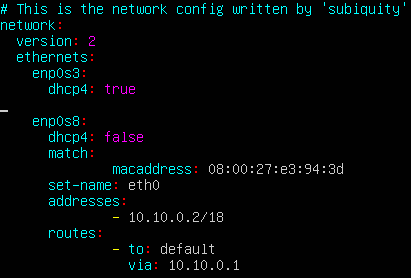 # This is the network config written by 'subiquity'
network:
  version: 2
  ethernets:
    enp0s3:
      dhcp4: true

    enp0s8:
      dhcp4: false
      match:
              macaddress: 08:00:27:e3:94:3d
      set-name: eth0
      addresses:
              - 10.10.0.2/18
      routes:
              - to: default
                via: 10.10.0.1